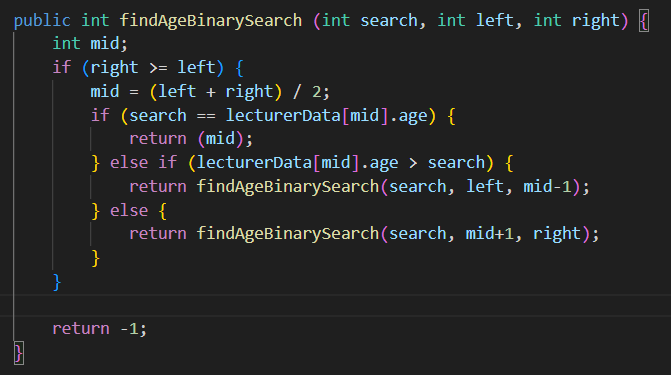 public int findAgeBinarySearch (int search, int left, int right) {
    int mid;
    if (right >= left) {
        mid = (left + right) / 2;
        if (search == lecturerData[mid].age) {
            return (mid);
        } else if (lecturerData[mid].age > search) {
            return findAgeBinarySearch(search, left, mid-1);
        } else {
            return findAgeBinarySearch(search, mid+1, right);
        }
    }

    return -1;
}